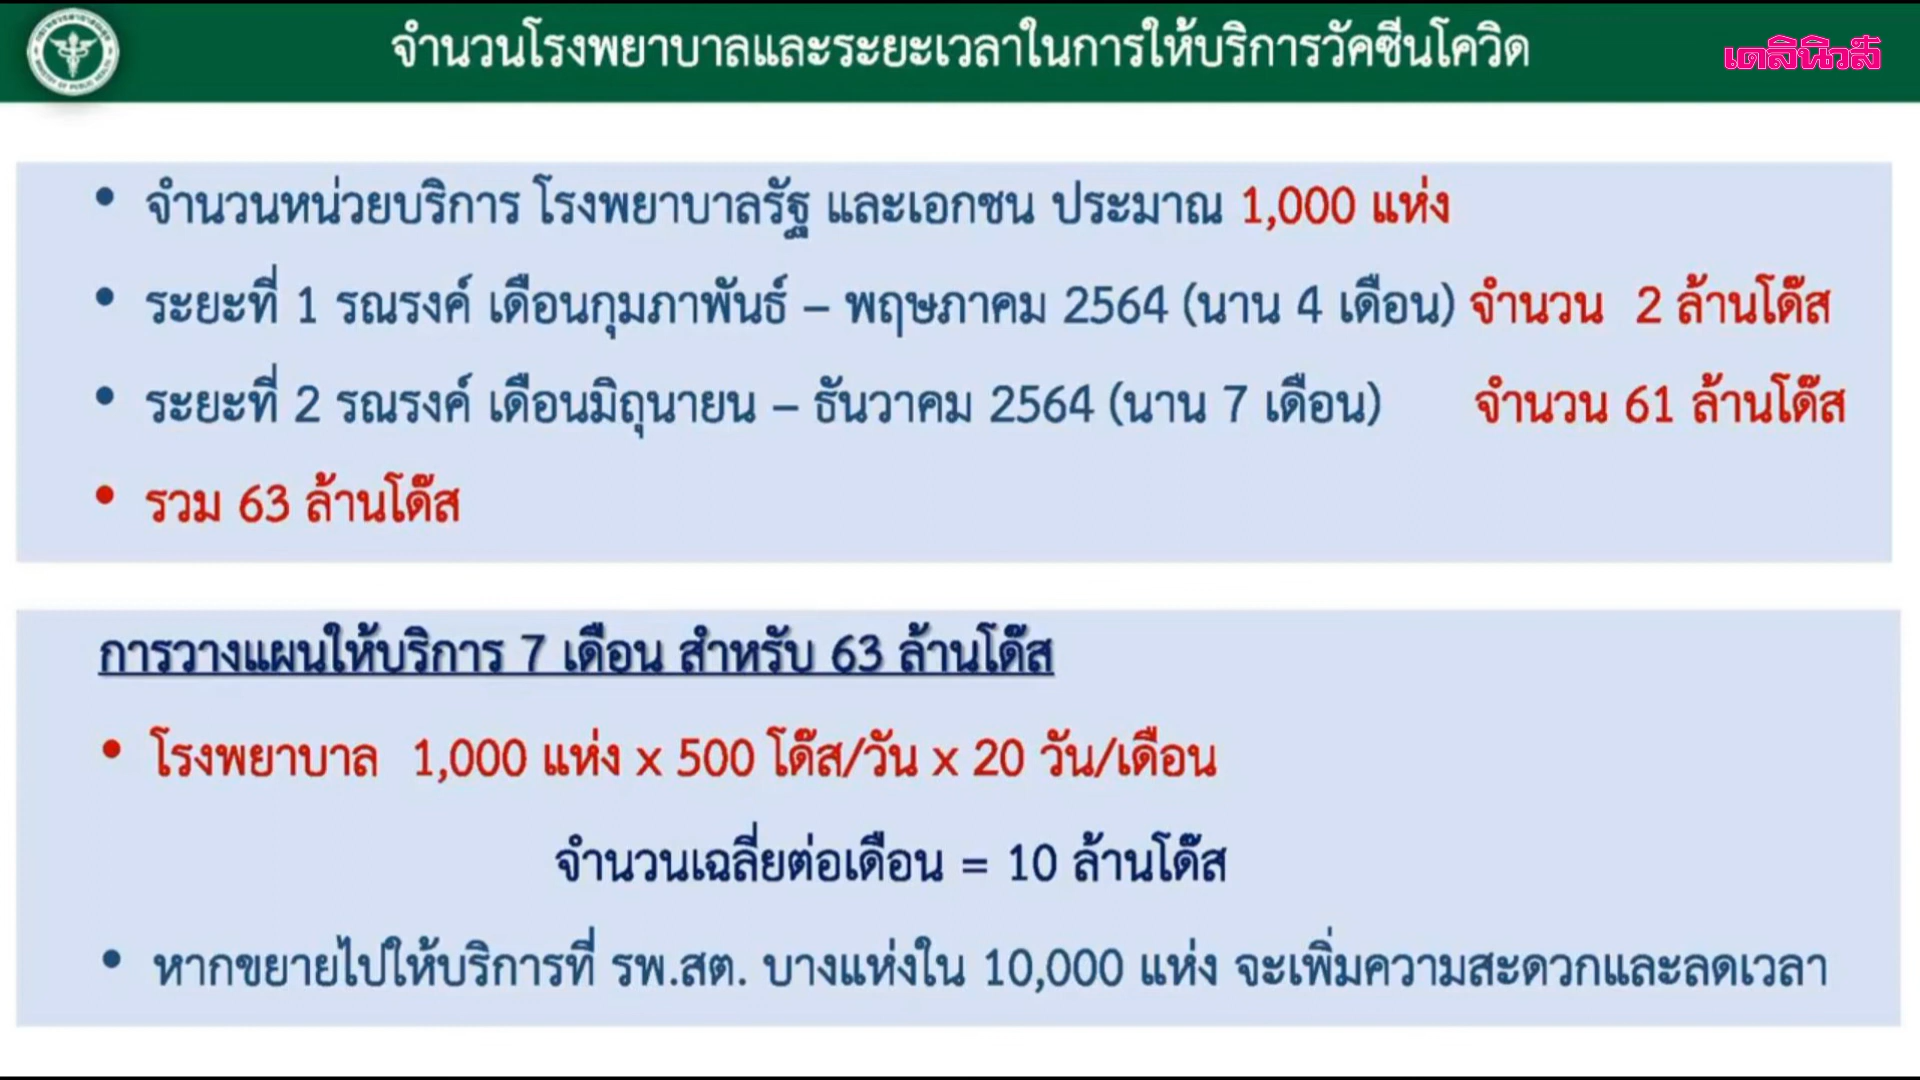 จำนวนโรงพยาบาลและระยะเวลาในการให้บริการวัคซีนโควิด
เดลินิวส์
• จำนวนหน่วยบริการ โรงพยาบาลรัฐ และเอกชน ประมาณ 1,000 แห่ง
• ระยะที่ 1 รณรงค์ เดือนกุมภาพันธ์ – พฤษภาคม 2564 (นาน 4 เดือน) จำนวน 2 ล้านโด๊ส
• ระยะที่ 2 รณรงค์ เดือนมิถุนายน – ธันวาคม 2564 (นาน 7 เดือน) จำนวน 61 ล้านโด๊ส
• รวม 63 ล้านโด๊ส
การวางแผนให้บริการ 7 เดือน สำหรับ 63 ล้านโด๊ส
• โรงพยาบาล 1,000 แห่ง x 500 โด๊ส/วัน x 20 วัน/เดือน
จำนวนเฉลี่ยต่อเดือน = 10 ล้านโด๊ส
• หากขยายไปให้บริการที่ รพ.สต. บางแห่งใน 10,000 แห่ง จะเพิ่มความสะดวกและลดเวลา